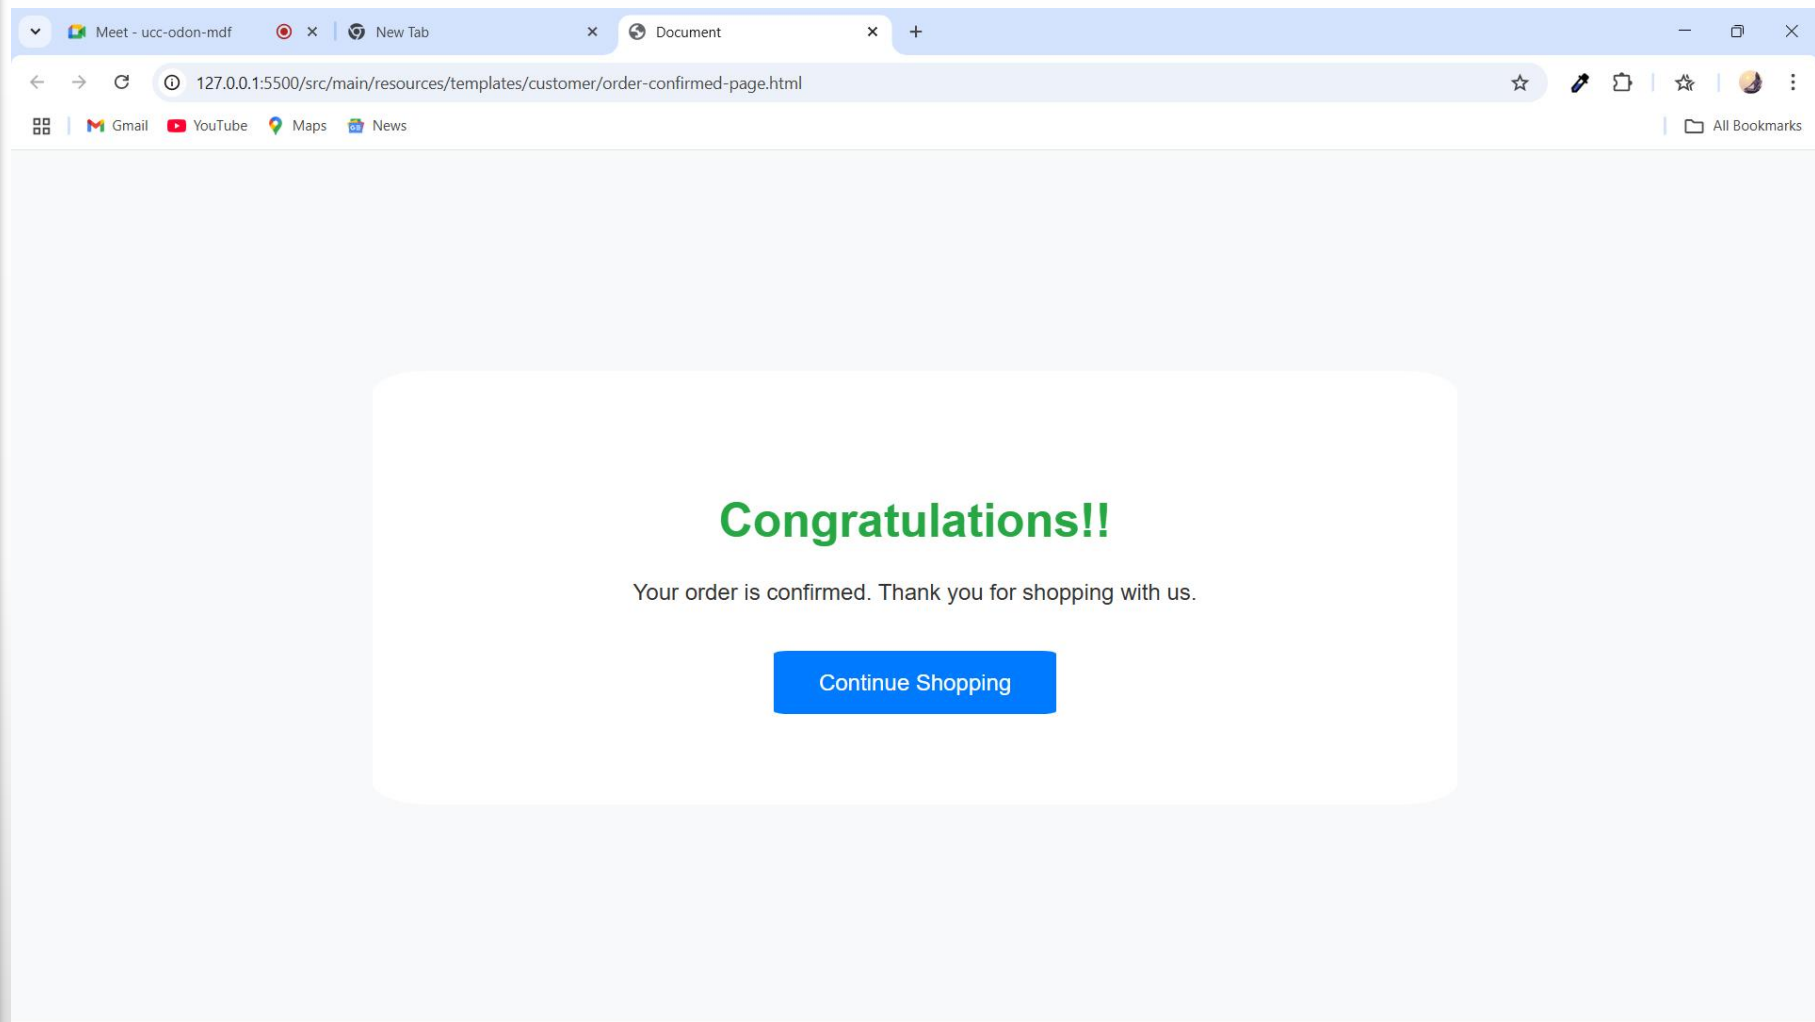 Meet - ucc-odon-mdf
New Tab
Document
127.0.0.1:5500/src/main/resources/templates/customer/order-confirmed-page.html
Gmail
YouTube
Maps
News
All Bookmarks
Congratulations!!
Your order is confirmed. Thank you for shopping with us.
Continue Shopping